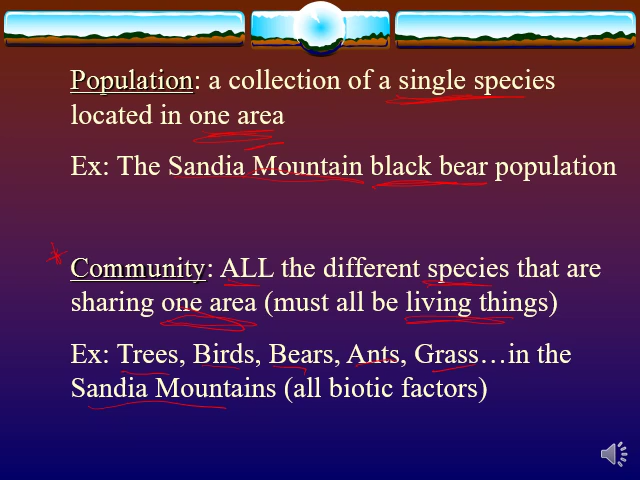 Population: a collection of a single species
located in one area
Ex: The Sandia Mountain black bear population
Community: ALL the different species that are
sharing one area (must all be living things)
Ex: Trees, Birds, Bears, Ants, Grass…in the
Sandia Mountains (all biotic factors)